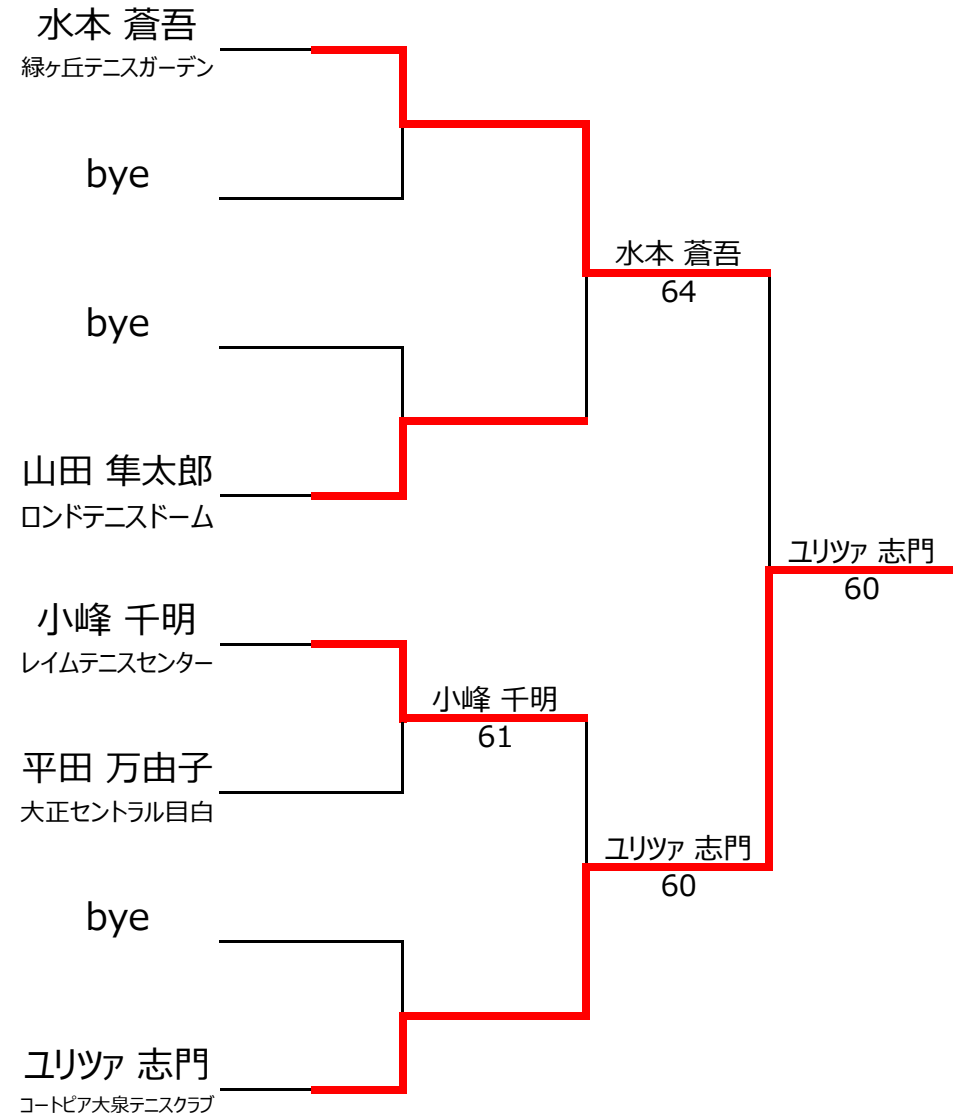 水本 蒼吾
緑ヶ丘テニスガーデン
bye
bye
山田 隼太郎
ロンドテニスドーム
小峰 千明
レイムテニスセンター
平田 万由子
大正セントラル目白
bye
ユリツァ 志門
コートピア大泉テニスクラブ
水本 蒼吾
64
小峰 千明
61
ユリツァ 志門
60
ユリツァ 志門
60